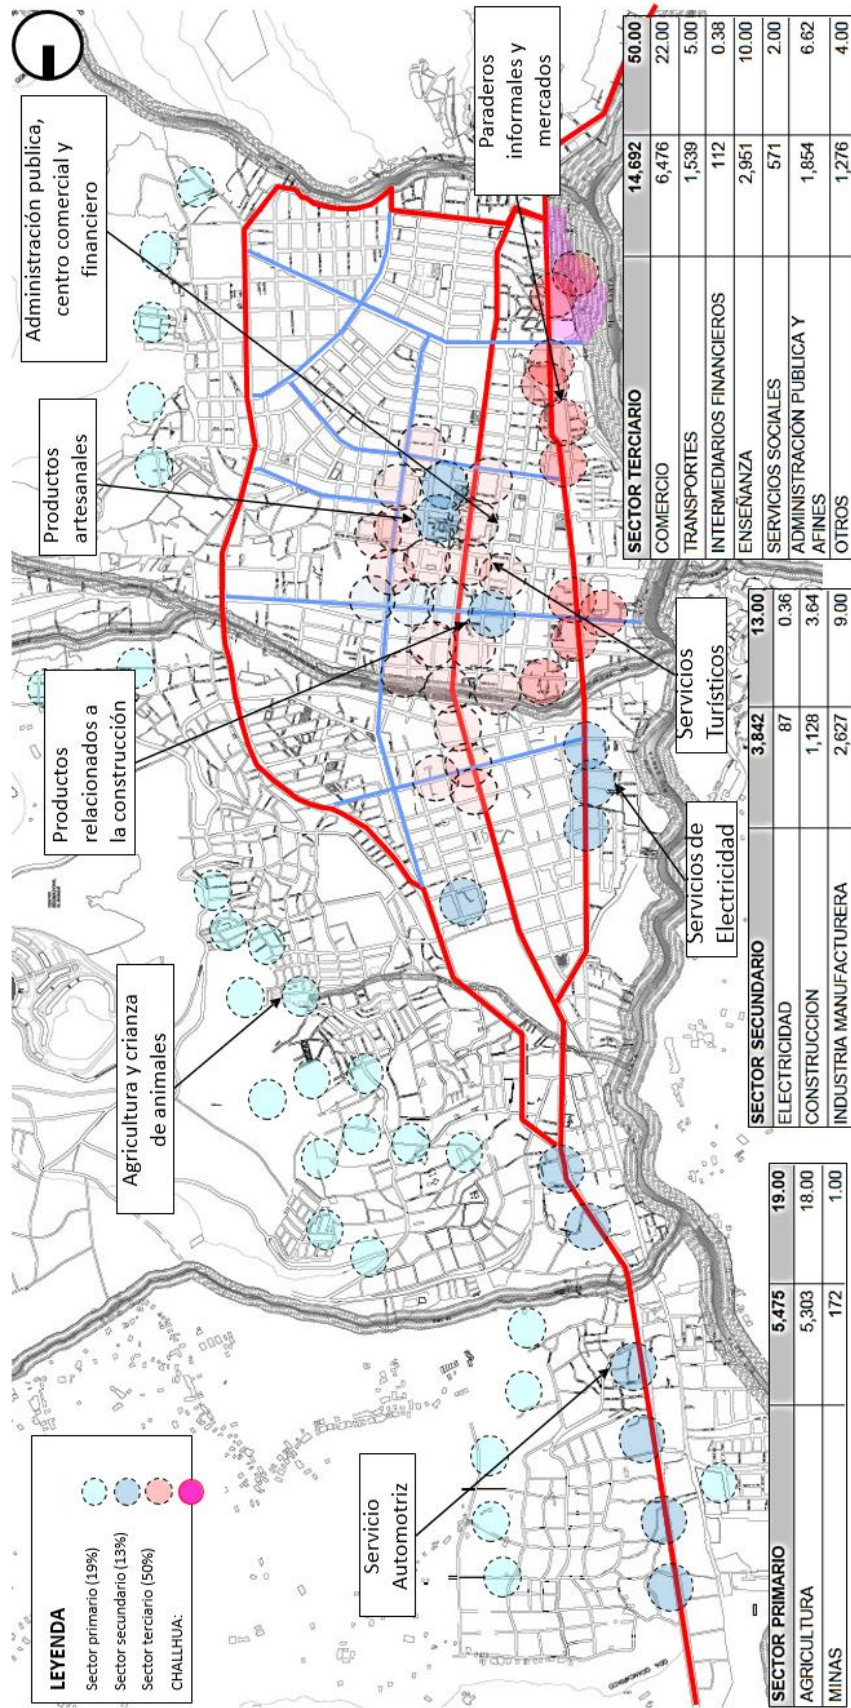 Administración publica,
centro comercial y
financiero
Paraderos
informales y
mercados
Productos
artesanales
Productos
relacionados a
la construcción
Agricultura y crianza
de animales
Servicios
Turísticos
Servicios de
Electricidad
Servicio
Automotriz
LEYENDA
Sector primario (19%)
Sector secundario (13%)
Sector terciario (50%)
CHALLHUA:
SECTOR PRIMARIO 5,475 19.00
AGRICULTURA 5,303 18.00
MINAS 172 1.00
SECTOR SECUNDARIO 3,842 13.00
ELECTRICIDAD 87 0.36
CONSTRUCCION 1,128 3.64
INDUSTRIA MANUFACTURERA 2,627 9.00
SECTOR TERCIARIO 14,692 50.00
COMERCIO 6,476 22.00
TRANSPORTES 5.00 1,539
INTERMEDIARIOS FINANCIEROS 112 0.38
ENSEÑANZA 2,951 10.00
SERVICIOS SOCIALES 571 2.00
ADMINISTRACIÓN PUBLICA Y
AFINES 1,854 6.62
OTROS 1,276 4.00